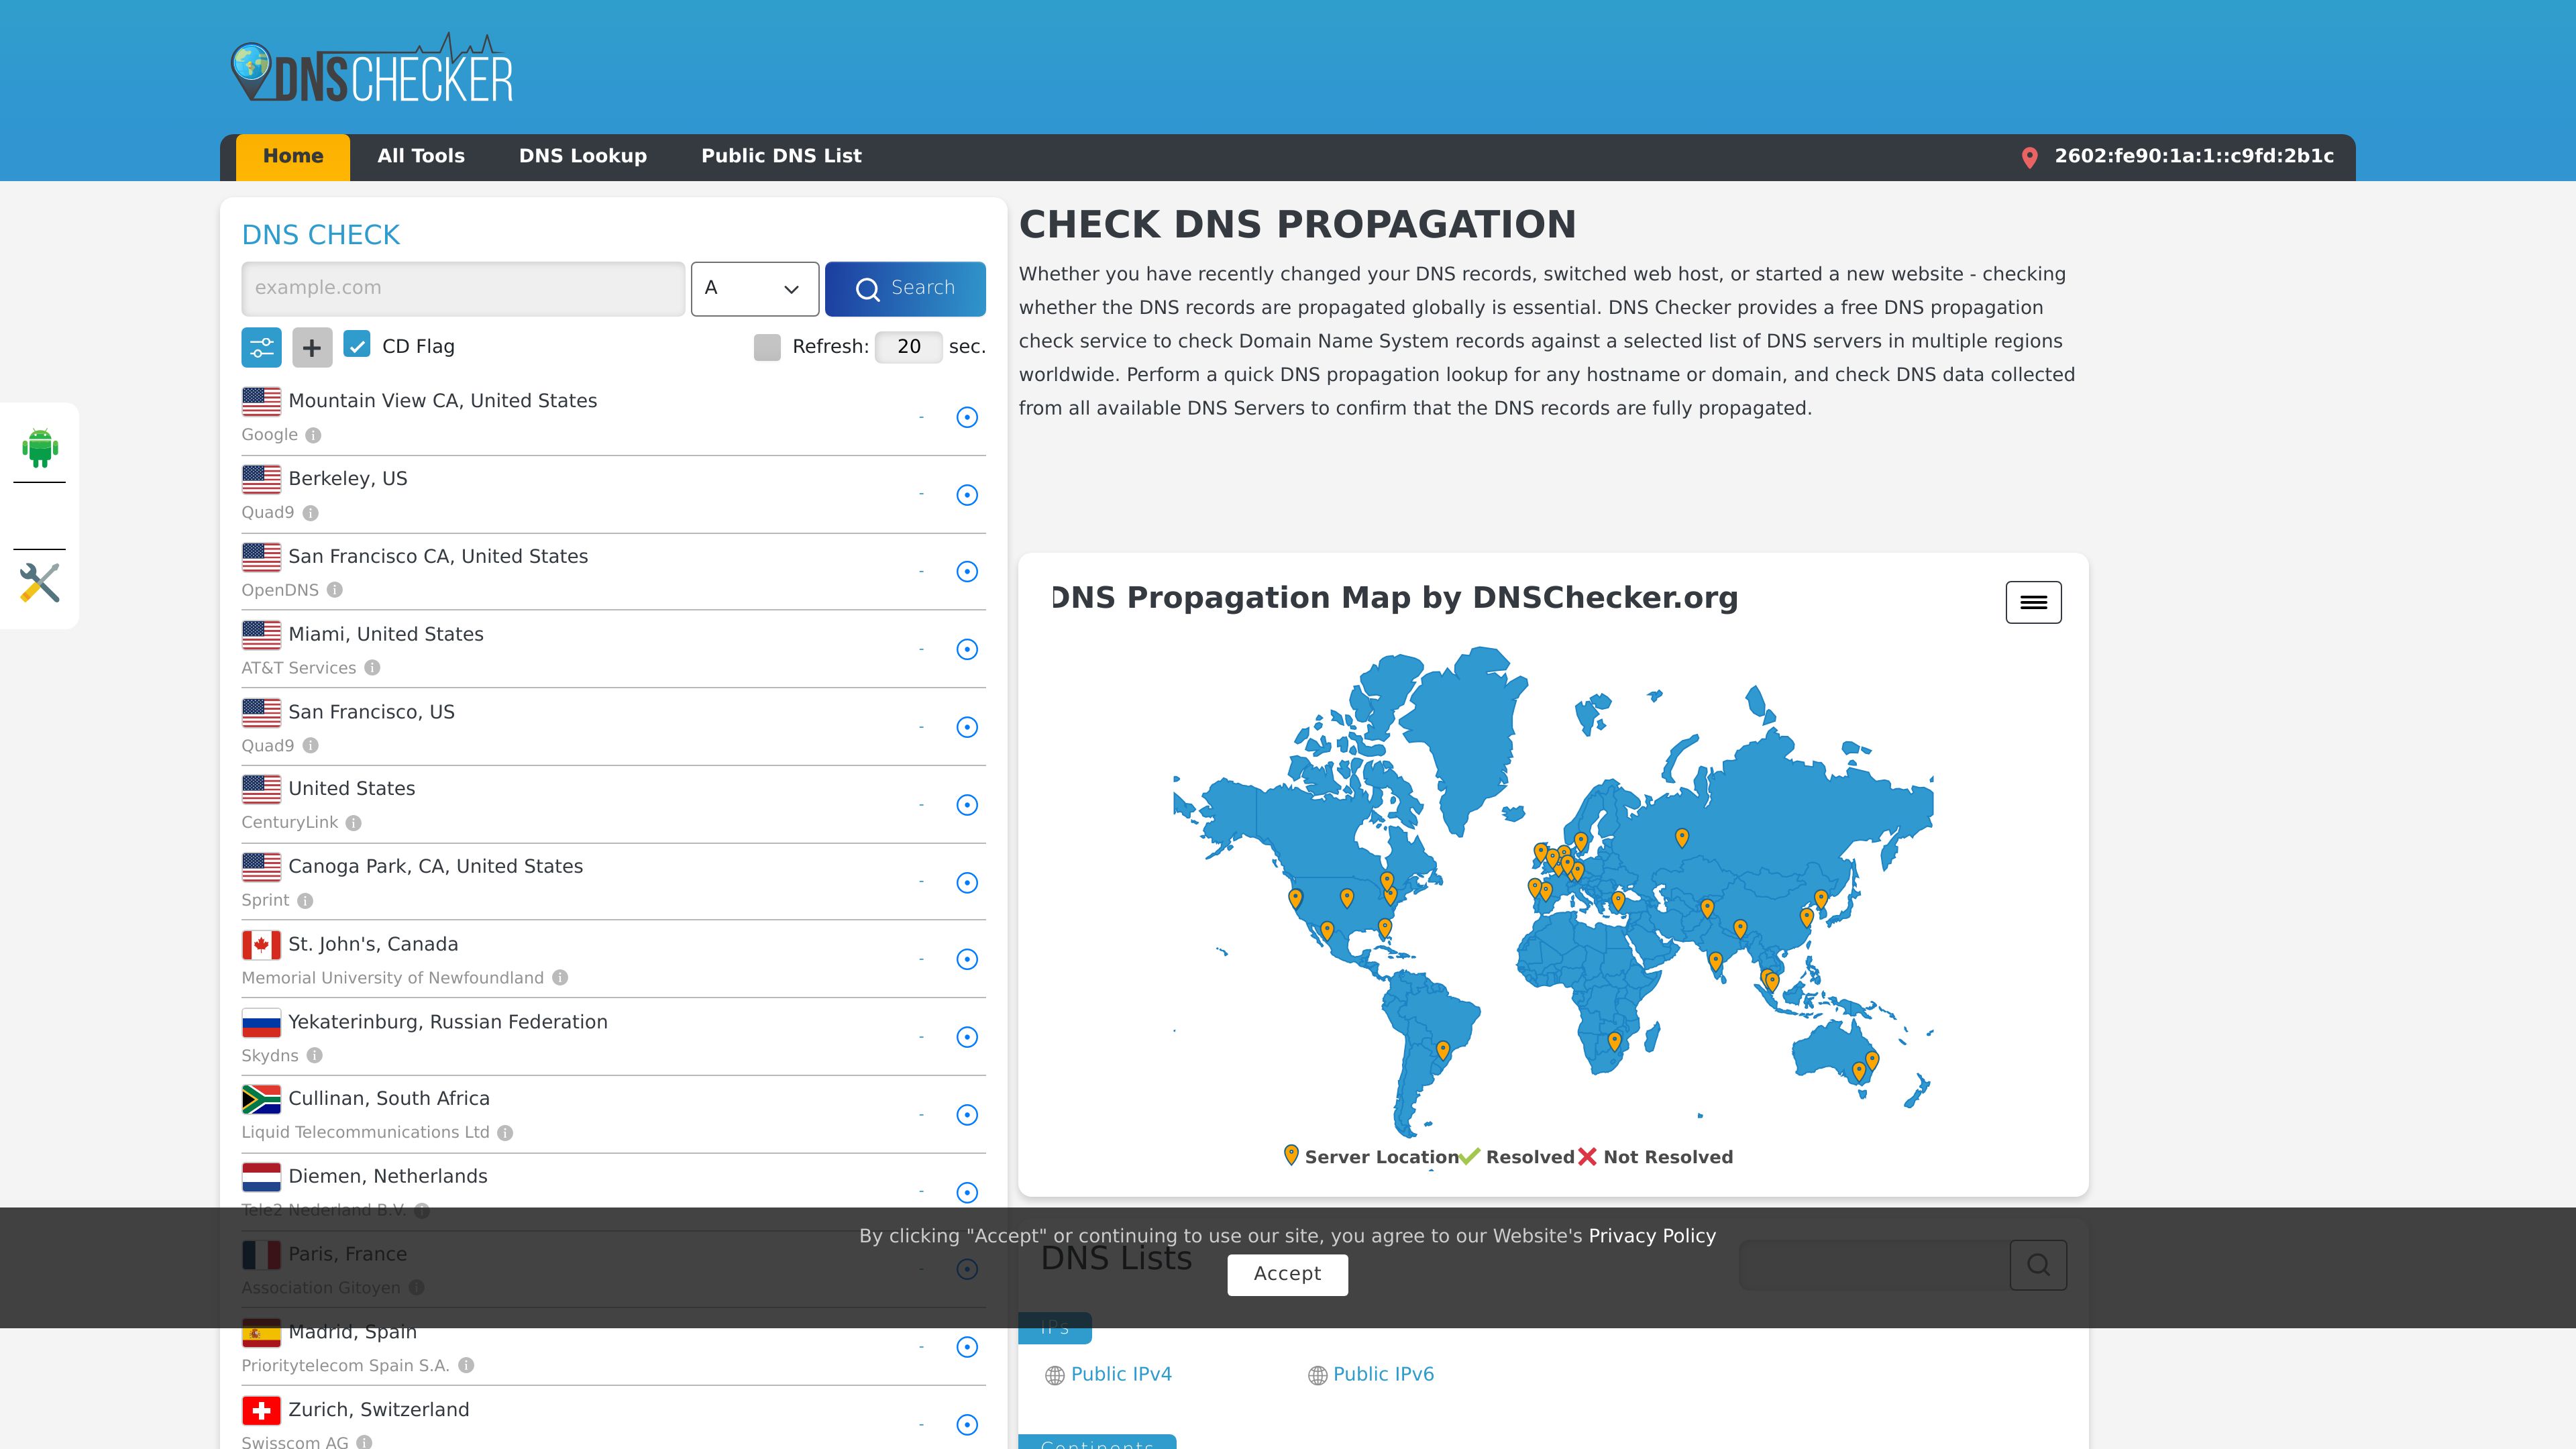 DNSCHECKER
Home
All Tools
DNS Lookup
Public DNS List
2602:fe90:1a:1::c9fd:2b1c
DNS CHECK
example.com
A
Search
CD Flag
Refresh: 20 sec.
Mountain View CA, United States
-
Google
Berkeley, US
-
Quad9
San Francisco CA, United States
-
OpenDNS
Miami, United States
-
AT&T Services
San Francisco, US
-
Quad9
United States
-
CenturyLink
Canoga Park, CA, United States
-
Sprint
St. John's, Canada
-
Memorial University of Newfoundland
Yekaterinburg, Russian Federation
-
Skydns
Cullinan, South Africa
-
Liquid Telecommunications Ltd
Diemen, Netherlands
-
Tele2 Nederland B.V.
Paris, France
-
Association Gitoyen
Madrid, Spain
-
Prioritytelecom Spain S.A.
Zurich, Switzerland
-
Swisscom AG
CHECK DNS PROPAGATION
Whether you have recently changed your DNS records, switched web host, or started a new website - checking
whether the DNS records are propagated globally is essential. DNS Checker provides a free DNS propagation
check service to check Domain Name System records against a selected list of DNS servers in multiple regions
worldwide. Perform a quick DNS propagation lookup for any hostname or domain, and check DNS data collected
from all available DNS Servers to confirm that the DNS records are fully propagated.
DNS Propagation Map by DNSChecker.org
Server Location
Resolved
Not Resolved
By clicking "Accept" or continuing to use our site, you agree to our Website's Privacy Policy
Accept
DNS Lists
IPs
Public IPv4
Public IPv6
Continents